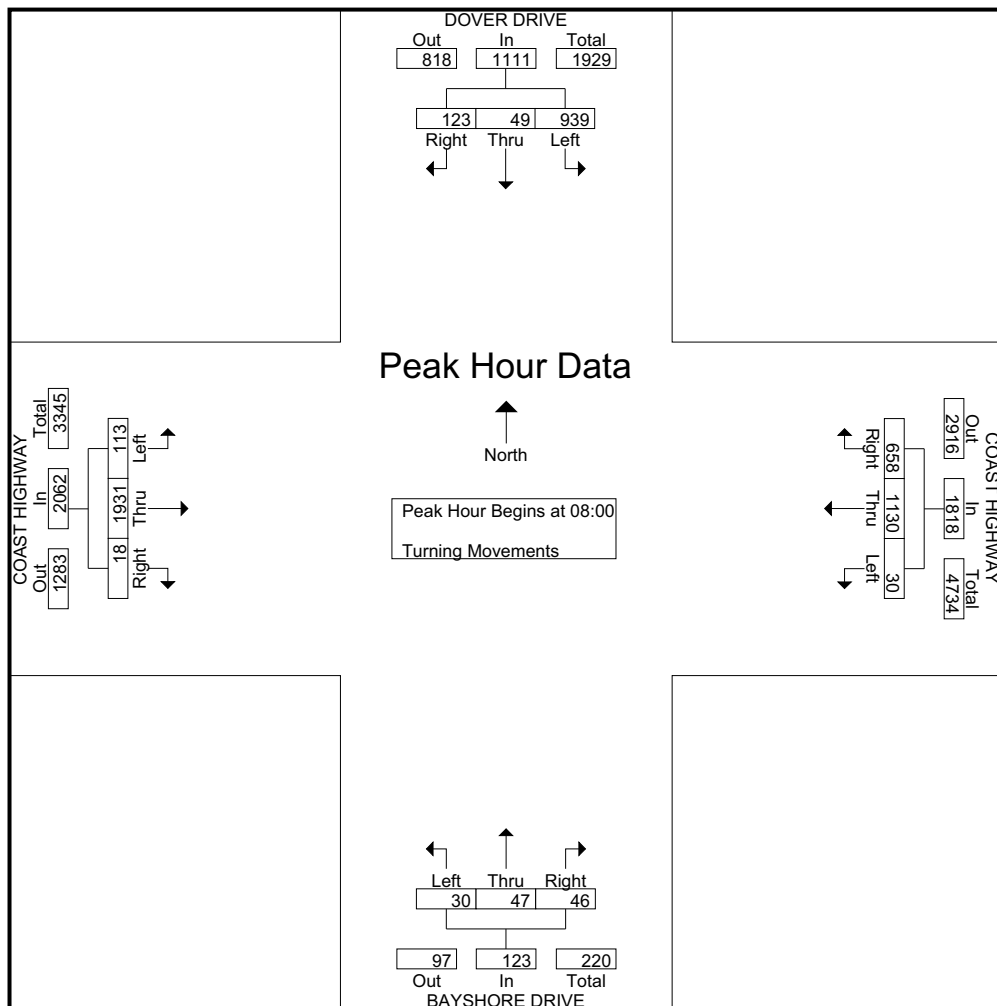 DOVER DRIVE
Out In Total
818 1111 1929
123 49 939
Right Thru Left
Peak Hour Data
North
Peak Hour Begins at 08:00
Turning Movements
COAST HIGHWAY
Out In Total
1283 2062 3345
18 1931 113
Right Thru Left
COAST HIGHWAY
Out In Total
2916 1818 4734
658 1130 30
Right Thru Left
Left Thru Right
30 47 46
97 123 220
Out In Total
BAYSHORE DRIVE